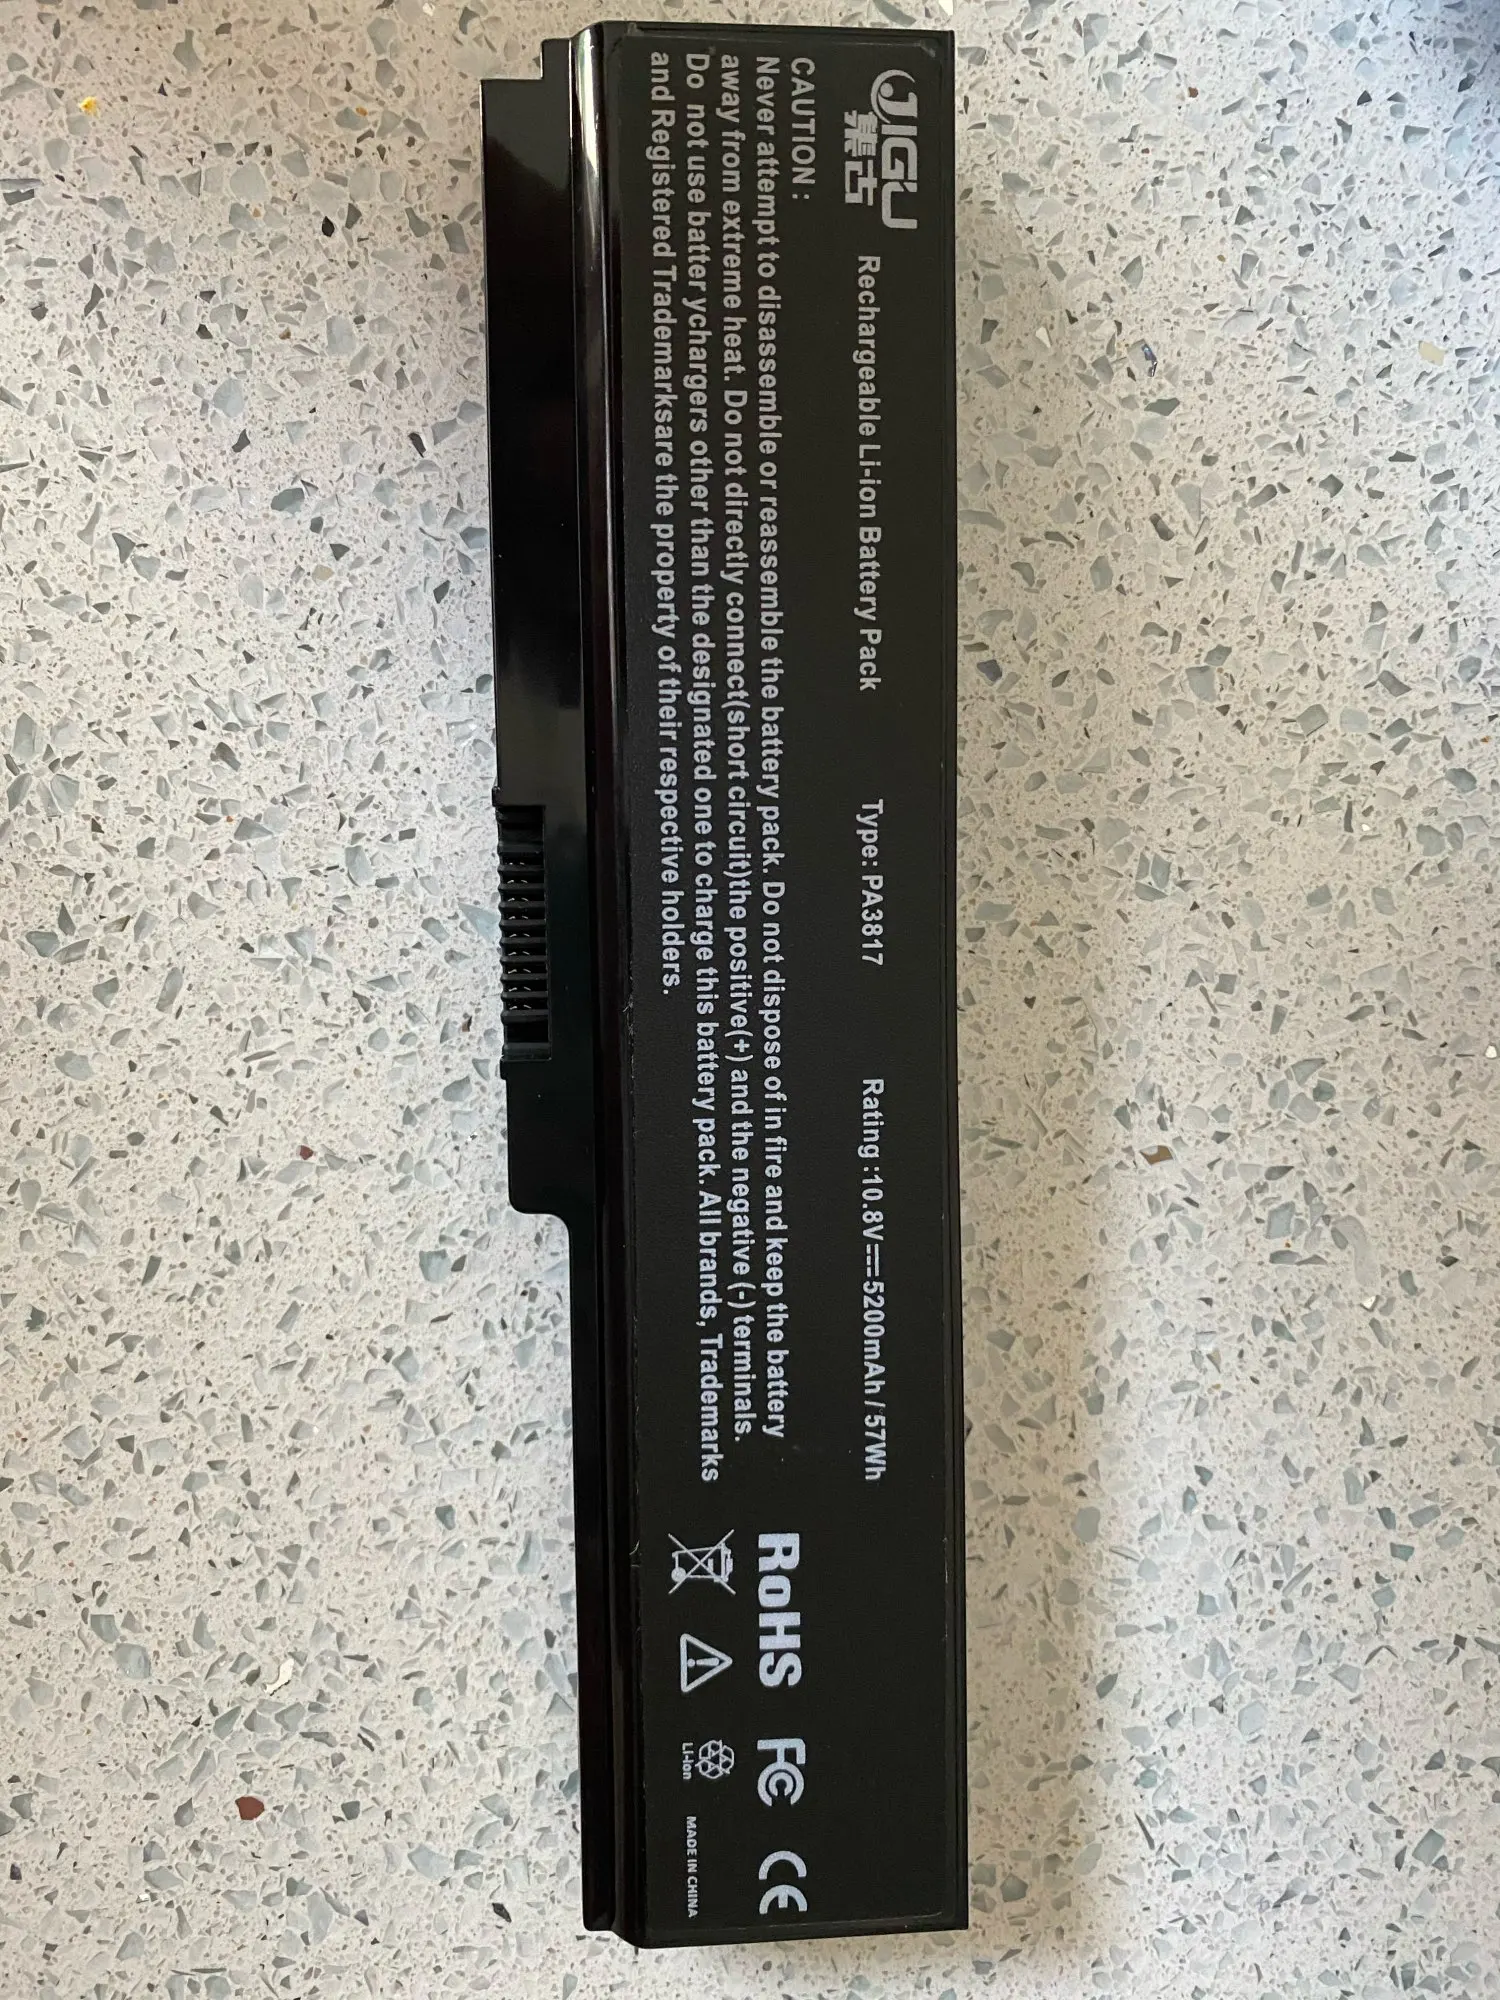 JIGU
集古
Rechargeable Li-ion Battery Pack Type: PA3817 Rating :10.8V⎓5200mAh / 57Wh
CAUTION :
Never attempt to disassemble or reassemble the battery pack. Do not dispose of in fire and keep the battery
away from extreme heat. Do not directly connect(short circuit)the positive(+) and the negative (-) terminals.
Do not use batter ychargers other than the designated one to charge this battery pack. All brands, Trademarks
and Registered Trademarksare the property of their respective holders.
RoHS FC CE
Li-ion
MADE IN CHINA